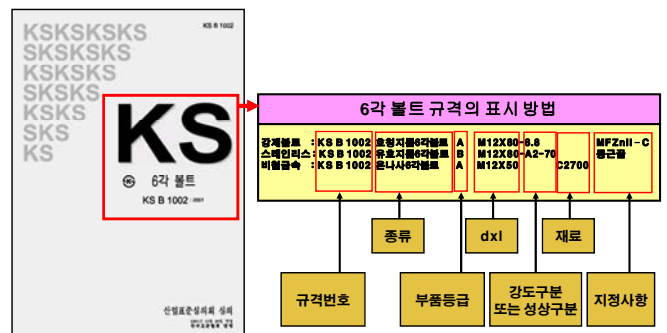 KSKSKSKS
SKSKSKS
KSKSKS
SKSKS
KSKS
SKS
KS
KS B 1002
KS
6각 볼트
KS B 1002 : 2001
산업표준심의회 심의
6각 볼트 규격의 표시 방법
강제볼트 : KS B 1002 호칭지름6각볼트 A M12X80-8.8 MFZnII-C
스테인리스 : KS B 1002 유효지름6각볼트 B M12X80-A2-70 둥근끝
비철금속 : KS B 1002 온나사6각볼트 A M12X50 C2700
종류
dxl
재료
규격번호
부품등급
강도구분
또는 성상구분
지정사항